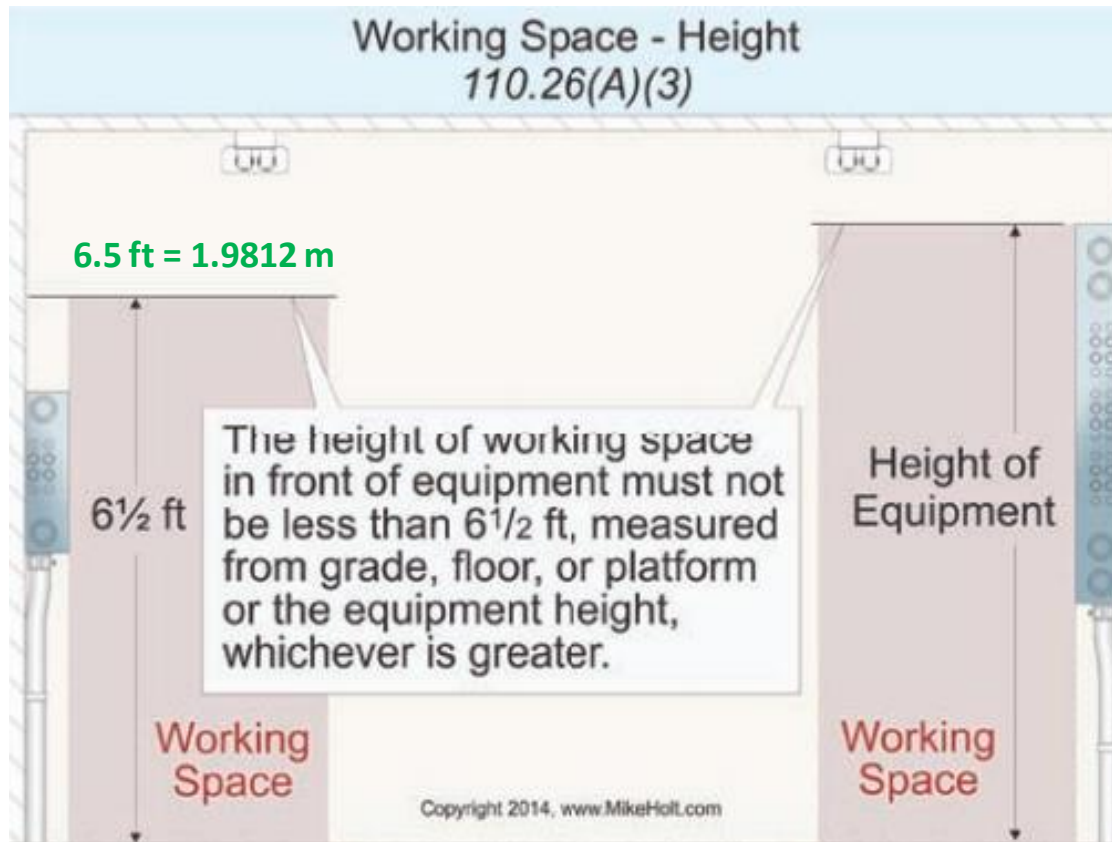 Working Space - Height
110.26(A)(3)
6.5 ft = 1.9812 m
The height of working space
in front of equipment must not
be less than 61/2 ft, measured
from grade, floor, or platform
or the equipment height,
whichever is greater.
6½ ft
Height of
Equipment
Working
Space
Working
Space
Copyright 2014, www.MikeHolt.com